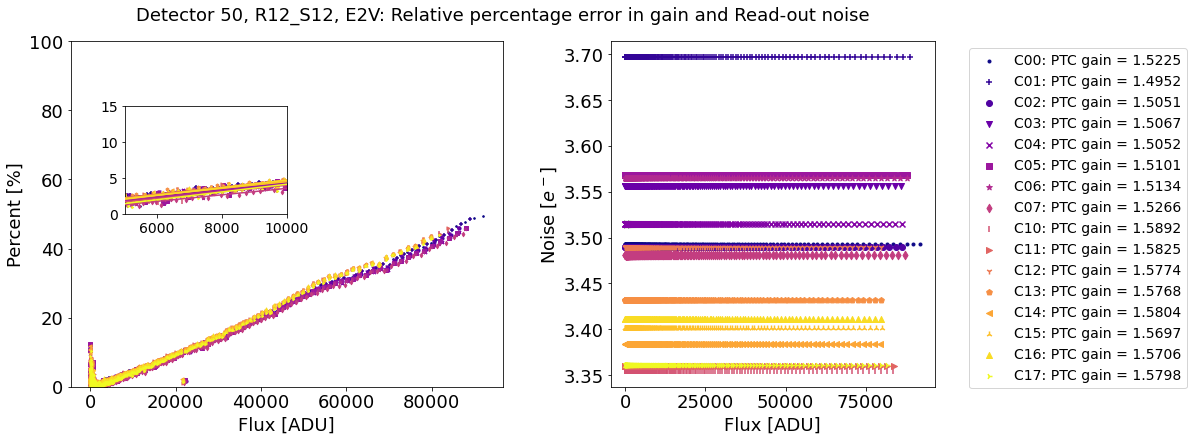 Detector 50, R12_S12, E2V: Relative percentage error in gain and Read-out noise
100
80
60
40
20
0
Percent [%]
15
10
5
0
6000 8000 10000
0 20000 40000 60000 80000
Flux [ADU]
3.70
3.65
3.60
3.55
3.50
3.45
3.40
3.35
Noise [e⁻]
0 25000 50000 75000
Flux [ADU]
C00: PTC gain = 1.5225
C01: PTC gain = 1.4952
C02: PTC gain = 1.5051
C03: PTC gain = 1.5067
C04: PTC gain = 1.5052
C05: PTC gain = 1.5101
C06: PTC gain = 1.5134
C07: PTC gain = 1.5266
C10: PTC gain = 1.5892
C11: PTC gain = 1.5825
C12: PTC gain = 1.5774
C13: PTC gain = 1.5768
C14: PTC gain = 1.5804
C15: PTC gain = 1.5697
C16: PTC gain = 1.5706
C17: PTC gain = 1.5798